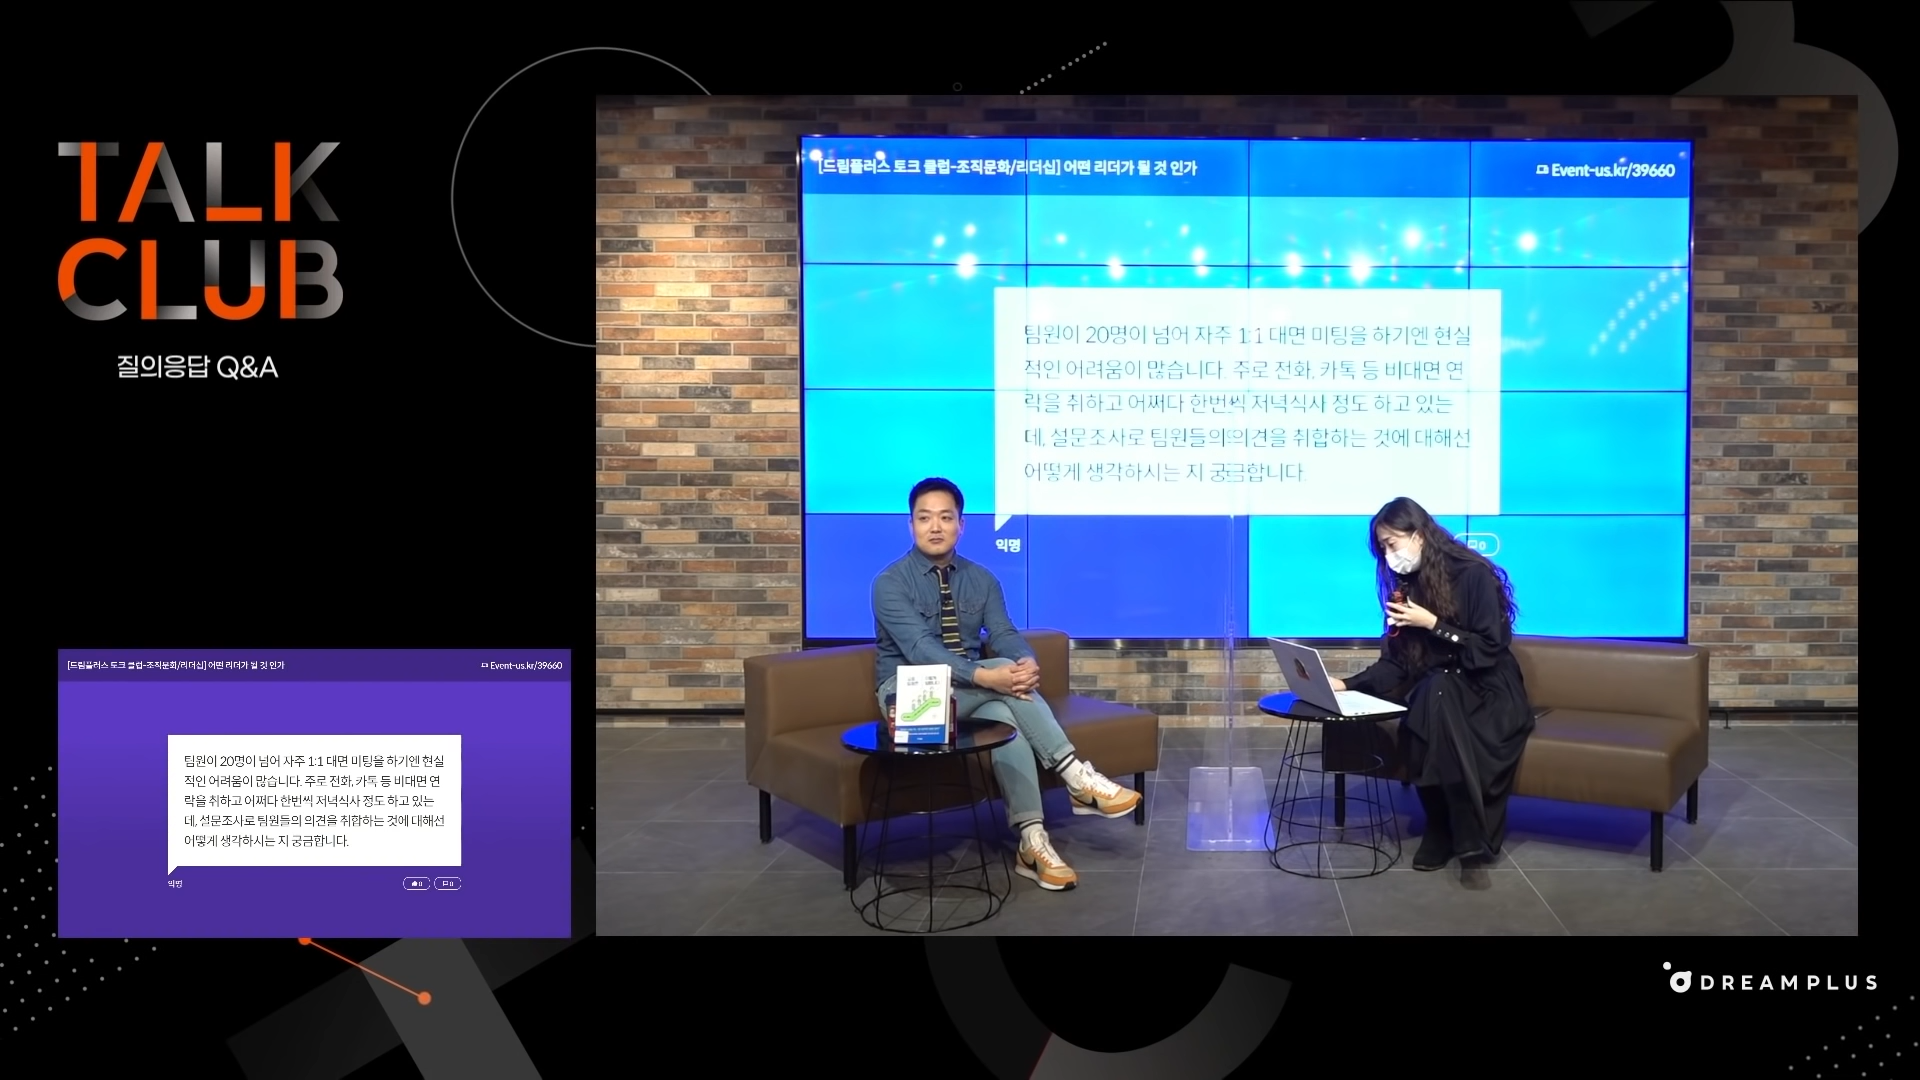 TALK
CLUB
질의응답 Q&A
[드림플러스 토크 클럽-조직문화/리더십] 어떤 리더가 될 것 인가
Event-us.kr/39660
팀원이 20명이 넘어 자주 1:1 대면 미팅을 하기엔 현실
적인 어려움이 많습니다. 주로 전화, 카톡 등 비대면 연
락을 취하고 어쩌다 한번씩 저녁식사 정도 하고 있는
데, 설문조사로 팀원들의 의견을 취합하는 것에 대해선
어떻게 생각하시는 지 궁금합니다.
익명
0
[드림플러스 토크 클럽-조직문화/리더십] 어떤 리더가 될 것 인가
Event-us.kr/39660
팀원이 20명이 넘어 자주 1:1 대면 미팅을 하기엔 현실
적인 어려움이 많습니다. 주로 전화, 카톡 등 비대면 연
락을 취하고 어쩌다 한번씩 저녁식사 정도 하고 있는
데, 설문조사로 팀원들의 의견을 취합하는 것에 대해선
어떻게 생각하시는 지 궁금합니다.
익명
0
0
DREAMPLUS